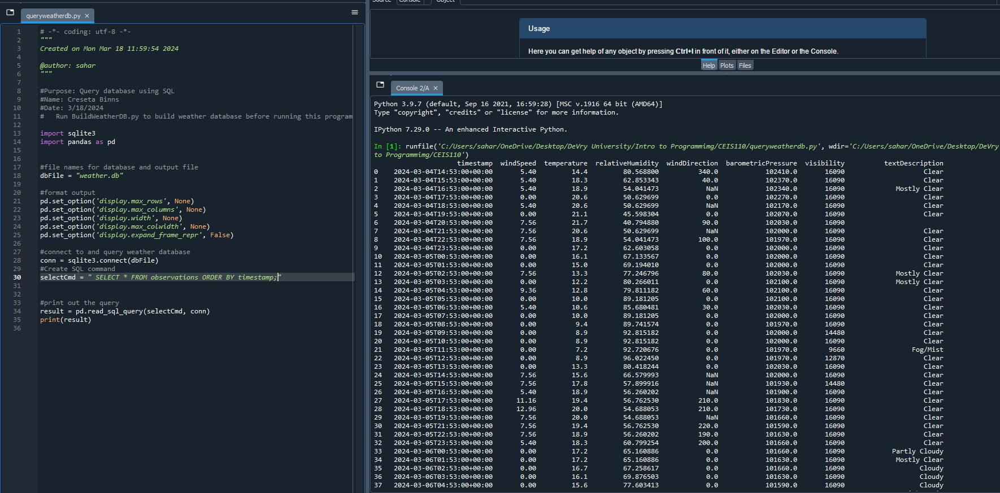 queryweatherdb.py
1 # -*- coding: utf-8 -*-
2 """
3 Created on Mon Mar 18 11:59:54 2024
4
5 @author: sahar
6 """
7
8 #Purpose: Query database using SQL
9 #Name: Creseta Binns
10 #Date: 3/18/2024
11 #   Run BuildWeatherDB.py to build weather database before running this program
12
13 import sqlite3
14 import pandas as pd
15
16
17 #file names for database and output file
18 dbFile = "weather.db"
19
20 #format output
21 pd.set_option('display.max_rows', None)
22 pd.set_option('display.max_columns', None)
23 pd.set_option('display.width', None)
24 pd.set_option('display.max_colwidth', None)
25 pd.set_option('display.expand_frame_repr', False)
26
27 #connect to and query weather database
28 conn = sqlite3.connect(dbFile)
29 #Create SQL command
30 selectCmd = " SELECT * FROM observations ORDER BY timestamp;"
31
32
33 #print out the query
34 result = pd.read_sql_query(selectCmd, conn)
35 print(result)
36
Source Console Object
Usage
Here you can get help of any object by pressing Ctrl+I in front of it, either on the Editor or the Console.
Help Plots Files
Console 2/A
Python 3.9.7 (default, Sep 16 2021, 16:59:28) [MSC v.1916 64 bit (AMD64)]
Type "copyright", "credits" or "license" for more information.
IPython 7.29.0 -- An enhanced Interactive Python.
In [1]: runfile('C:/Users/sahar/OneDrive/Desktop/DeVry University/Intro to Programmimg/CEIS110/queryweatherdb.py', wdir='C:/Users/sahar/OneDrive/Desktop/DeVry
to Programmimg/CEIS110')
timestamp windSpeed temperature relativeHumidity windDirection barometricPressure visibility textDescription
0 2024-03-04T14:53:00+00:00 5.40 14.4 80.568800 340.0 102410.0 16090 Clear
1 2024-03-04T15:53:00+00:00 5.40 18.3 62.853343 40.0 102370.0 16090 Clear
2 2024-03-04T16:53:00+00:00 5.40 18.9 54.041473 NaN 102340.0 16090 Mostly Clear
3 2024-03-04T17:53:00+00:00 0.00 20.6 50.629699 0.0 102270.0 16090 Clear
4 2024-03-04T18:53:00+00:00 5.40 20.6 50.629699 NaN 102170.0 16090 Clear
5 2024-03-04T19:53:00+00:00 0.00 21.1 45.598304 0.0 102070.0 16090 Clear
6 2024-03-04T20:53:00+00:00 7.56 21.7 40.794880 90.0 102030.0 16090
7 2024-03-04T21:53:00+00:00 7.56 20.6 50.629699 NaN 102000.0 16090 Clear
8 2024-03-04T22:53:00+00:00 7.56 18.9 54.041473 100.0 101970.0 16090 Clear
9 2024-03-04T23:53:00+00:00 0.00 17.2 62.603058 0.0 102000.0 16090 Clear
10 2024-03-05T00:53:00+00:00 0.00 16.1 67.133567 0.0 102000.0 16090 Clear
11 2024-03-05T01:53:00+00:00 0.00 15.0 69.194010 0.0 102000.0 16090 Clear
12 2024-03-05T02:53:00+00:00 7.56 13.3 77.246796 80.0 102030.0 16090 Mostly Clear
13 2024-03-05T03:53:00+00:00 0.00 12.2 80.266011 0.0 102100.0 16090 Mostly Clear
14 2024-03-05T04:53:00+00:00 9.36 12.8 79.811182 60.0 102100.0 16090 Clear
15 2024-03-05T05:53:00+00:00 0.00 10.0 89.181205 0.0 102100.0 16090 Clear
16 2024-03-05T06:53:00+00:00 5.40 10.6 85.680481 30.0 102030.0 16090 Clear
17 2024-03-05T07:53:00+00:00 0.00 10.0 89.181205 0.0 102000.0 16090 Clear
18 2024-03-05T08:53:00+00:00 0.00 9.4 89.741574 0.0 101970.0 16090 Clear
19 2024-03-05T09:53:00+00:00 0.00 8.9 92.815182 0.0 102000.0 14480 Clear
20 2024-03-05T10:53:00+00:00 0.00 8.9 92.815182 0.0 102000.0 16090 Clear
21 2024-03-05T11:53:00+00:00 0.00 7.2 92.720676 0.0 101970.0 9660 Fog/Mist
22 2024-03-05T12:53:00+00:00 0.00 8.9 96.022450 0.0 101970.0 12870 Clear
23 2024-03-05T13:53:00+00:00 0.00 13.3 80.418244 0.0 102030.0 16090 Clear
24 2024-03-05T14:53:00+00:00 7.56 15.6 66.579993 NaN 102000.0 16090 Clear
25 2024-03-05T15:53:00+00:00 7.56 17.8 57.899916 NaN 101930.0 14480 Clear
26 2024-03-05T16:53:00+00:00 5.40 18.9 56.260202 NaN 101900.0 16090 Clear
27 2024-03-05T17:53:00+00:00 11.16 19.4 56.762530 210.0 101830.0 16090 Clear
28 2024-03-05T18:53:00+00:00 12.96 20.0 54.688053 210.0 101730.0 16090 Clear
29 2024-03-05T19:53:00+00:00 7.56 20.0 54.688053 NaN 101660.0 16090 Clear
30 2024-03-05T21:53:00+00:00 7.56 19.4 56.762530 220.0 101590.0 16090 Clear
31 2024-03-05T22:53:00+00:00 7.56 18.9 56.260202 190.0 101630.0 16090 Clear
32 2024-03-05T23:53:00+00:00 5.40 18.3 60.799254 200.0 101660.0 16090 Clear
33 2024-03-06T00:53:00+00:00 0.00 17.2 65.160886 0.0 101660.0 16090 Partly Cloudy
34 2024-03-06T01:53:00+00:00 0.00 17.2 65.160886 0.0 101630.0 16090 Mostly Clear
35 2024-03-06T02:53:00+00:00 0.00 16.7 67.258617 0.0 101660.0 16090 Cloudy
36 2024-03-06T03:53:00+00:00 0.00 16.1 69.876503 0.0 101630.0 16090 Cloudy
37 2024-03-06T04:53:00+00:00 0.00 15.6 77.603413 0.0 101590.0 16090 Cloudy